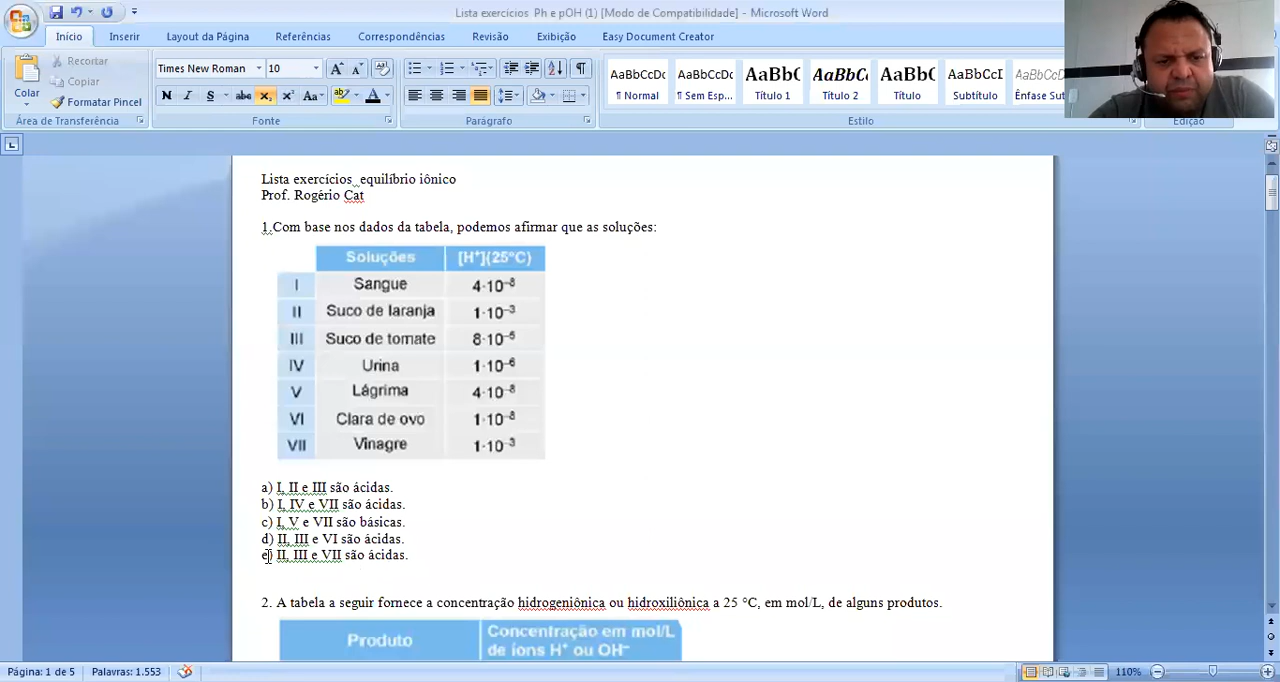 Lista exercícios Ph e pOH (1) [Modo de Compatibilidade] - Microsoft Word
Início Inserir Layout da Página Referências Correspondências Revisão Exibição Easy Document Creator
Colar
Recortar
Copiar
Formatar Pincel
Área de Transferência
Times New Roman 10
N I S abc x₂ x² Aa
Fonte
Parágrafo
AaBbCcDc AaBbCcDc AaBbC AaBbCc AaBbC AaBbCcI AaBbCcD
¶ Normal ¶ Sem Esp... Título 1 Título 2 Título Subtítulo Ênfase Sut
Estilo
Edição
Lista exercícios equilíbrio iônico
Prof. Rogério Cat
1.Com base nos dados da tabela, podemos afirmar que as soluções:
Soluções [H⁺](25°C)
I Sangue 4·10⁻⁸
II Suco de laranja 1·10⁻³
III Suco de tomate 8·10⁻⁵
IV Urina 1·10⁻⁶
V Lágrima 4·10⁻⁸
VI Clara de ovo 1·10⁻⁸
VII Vinagre 1·10⁻³
a) I, II e III são ácidas.
b) I, IV e VII são ácidas.
c) I, V e VII são básicas.
d) II, III e VI são ácidas.
e) II, III e VII são ácidas.
2. A tabela a seguir fornece a concentração hidrogeniônica ou hidroxiliônica a 25 °C, em mol/L, de alguns produtos.
Produto Concentração em mol/L
de íons H⁺ ou OH⁻
Página: 1 de 5 Palavras: 1.553 110%